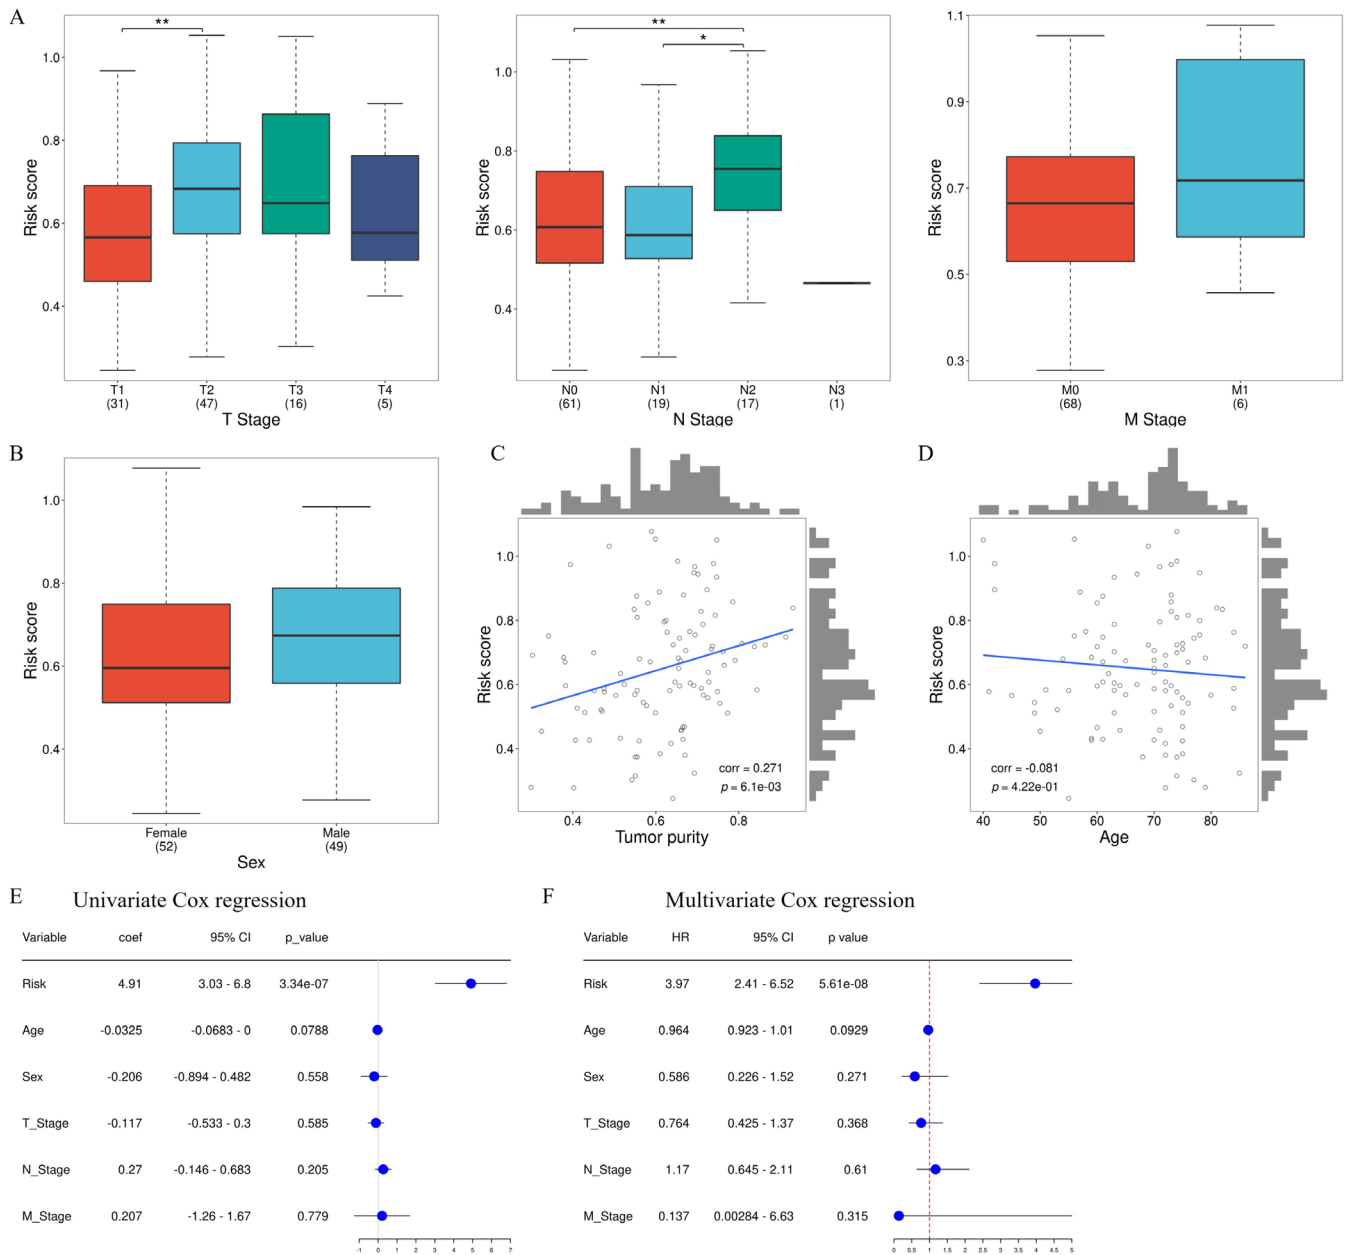 A
**
1.0
0.8
0.6
0.4
Risk score
T1 T2 T3 T4
(31) (47) (16) (5)
T Stage
**
*
1.0
0.8
0.6
0.4
Risk score
N0 N1 N2 N3
(61) (19) (17) (1)
N Stage
1.1
0.9
0.7
0.5
0.3
Risk score
M0 M1
(68) (6)
M Stage
B
1.0
0.8
0.6
0.4
Risk score
Female Male
(52) (49)
Sex
C
1.0
0.8
0.6
0.4
Risk score
corr = 0.271
p = 6.1e-03
0.4 0.6 0.8
Tumor purity
D
1.0
0.8
0.6
0.4
Risk score
corr = -0.081
p = 4.22e-01
40 50 60 70 80
Age
E Univariate Cox regression
Variable coef 95% CI p_value
Risk 4.91 3.03 - 6.8 3.34e-07
Age -0.0325 -0.0683 - 0 0.0788
Sex -0.206 -0.894 - 0.482 0.558
T_Stage -0.117 -0.533 - 0.3 0.585
N_Stage 0.27 -0.146 - 0.683 0.205
M_Stage 0.207 -1.26 - 1.67 0.779
-1 0 1 2 3 4 5 6 7
F Multivariate Cox regression
Variable HR 95% CI p value
Risk 3.97 2.41 - 6.52 5.61e-08
Age 0.964 0.923 - 1.01 0.0929
Sex 0.586 0.226 - 1.52 0.271
T_Stage 0.764 0.425 - 1.37 0.368
N_Stage 1.17 0.645 - 2.11 0.61
M_Stage 0.137 0.00284 - 6.63 0.315
0 0.5 1 1.5 2 2.5 3 3.5 4 4.5 5